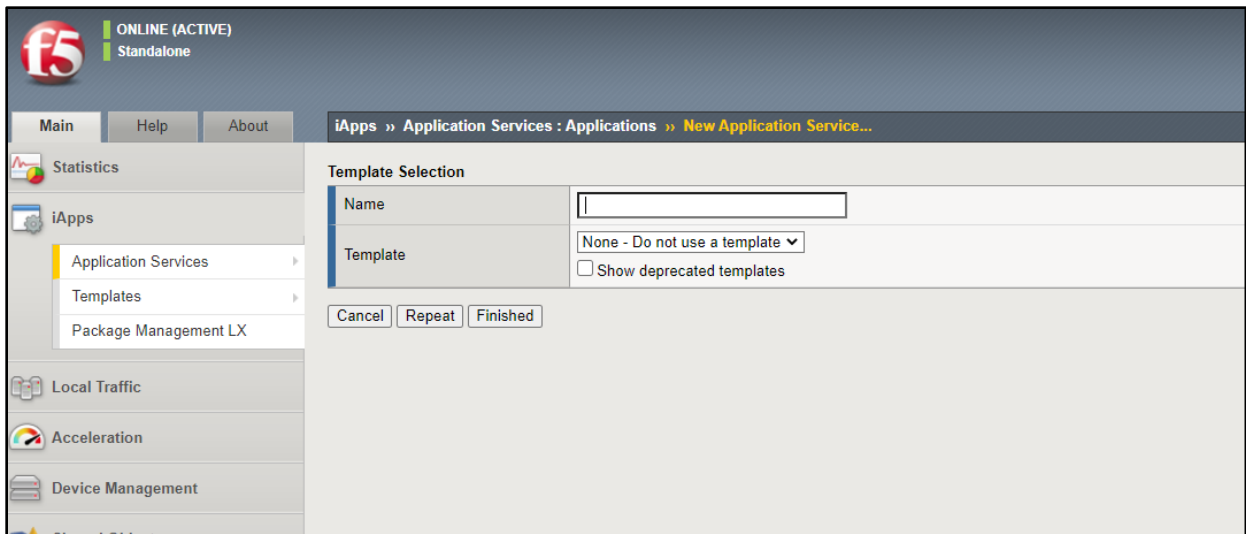 f5
ONLINE (ACTIVE)
Standalone
Main Help About
iApps ›› Application Services : Applications ›› New Application Service...
Statistics
iApps
Application Services
Templates
Package Management LX
Local Traffic
Acceleration
Device Management
Template Selection
Name
Template
None - Do not use a template
Show deprecated templates
Cancel Repeat Finished